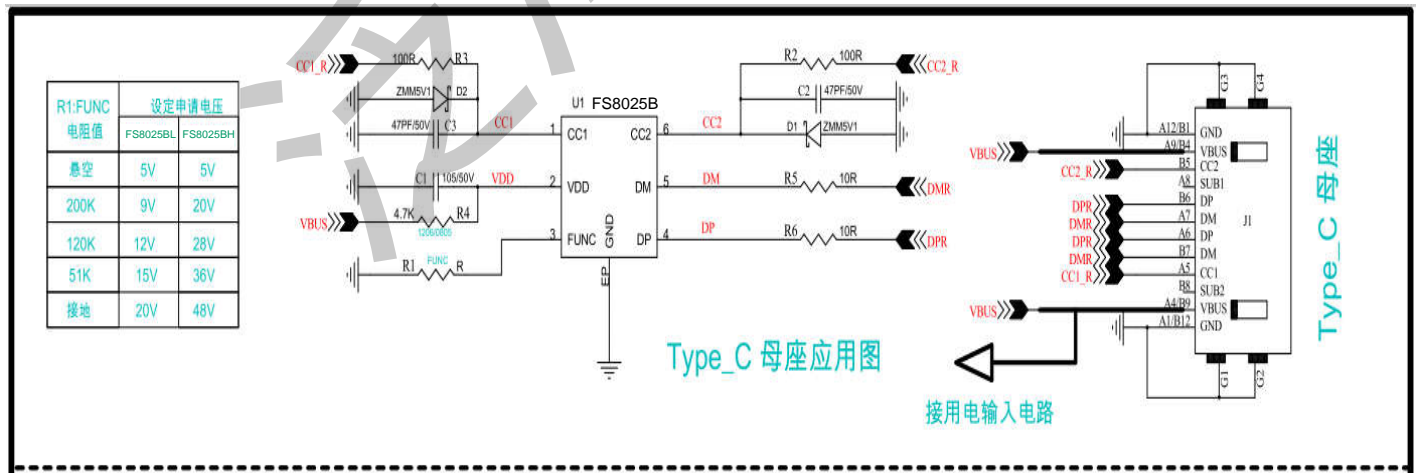 R1:FUNC 设定申请电压
电阻值 FS8025BL FS8025BH
悬空 5V 5V
200K 9V 20V
120K 12V 28V
51K 15V 36V
接地 20V 48V
CC1_R 100R R3
ZMM5V1 D2
47PF/50V C3 CC1
C1 105/50V VDD
VBUS 4.7K R4
1206/0805
R1 FUNC R
U1 FS8025B
1 CC1 CC2 6
2 VDD DM 5
3 FUNC GND DP 4
EP
R2 100R CC2_R
C2 47PF/50V
CC2 D1 ZMM5V1
DM R5 10R DMR
DP R6 10R DPR
Type_C 母座应用图
G3 G4
A12/B1 GND
VBUS A9/B4 VBUS
CC2_R B5 CC2
A8 SUB1
DPR B6 DP
DMR A7 DM
DPR A6 DP
DMR B7 DM
CC1_R A5 CC1
B8 SUB2
VBUS A4/B9 VBUS
A1/B12 GND
J1
G1 G2
Type_C 母座
接用电输入电路